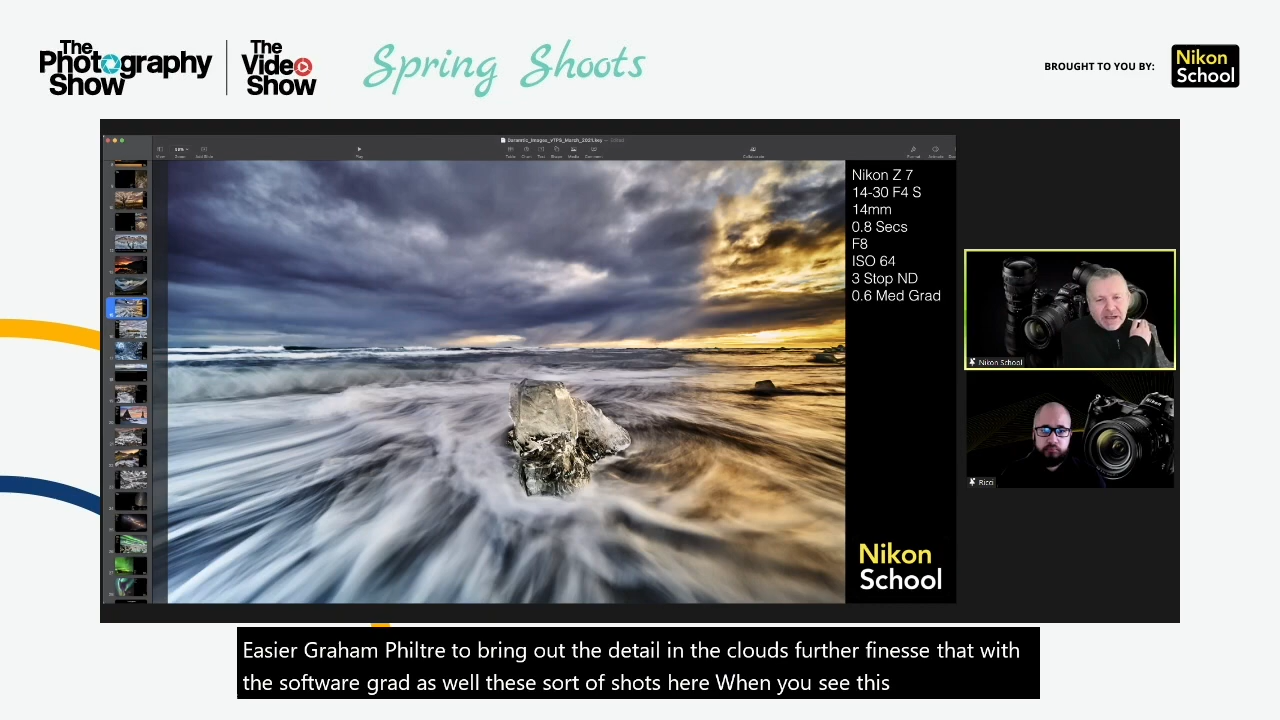 The
Photography
Show
The
Video
Show
Spring Shoots
BROUGHT TO YOU BY:
Nikon
School
Nikon Z 7
14-30 F4 S
14mm
0.8 Secs
F8
ISO 64
3 Stop ND
0.6 Med Grad
Nikon
School
Nikon School
Ricci
Easier Graham Philtre to bring out the detail in the clouds further finesse that with
the software grad as well these sort of shots here When you see this